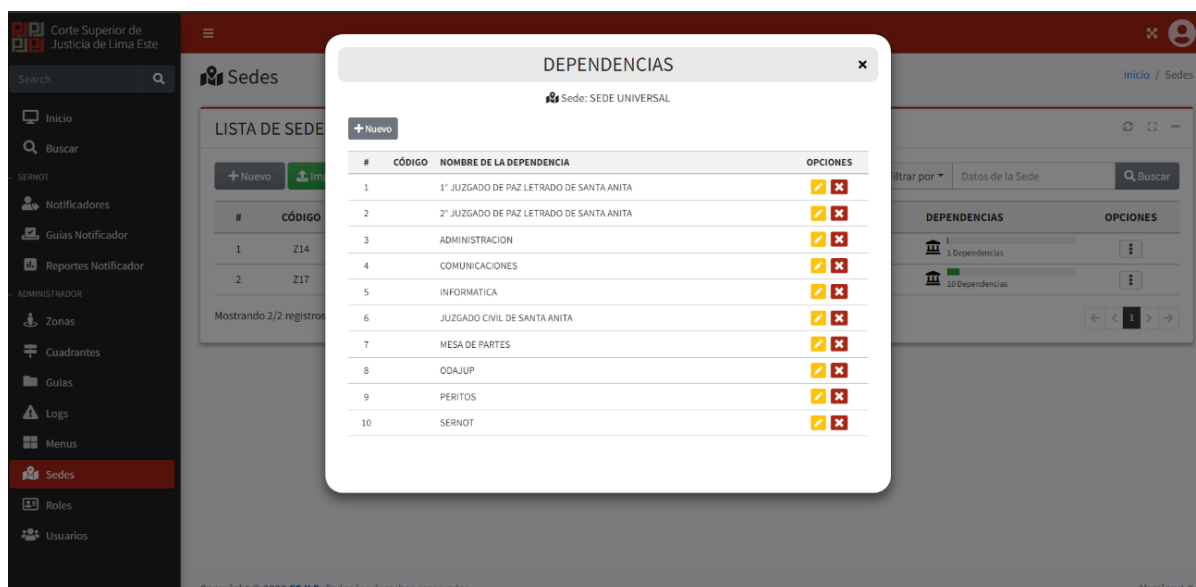 Corte Superior de
Justicia de Lima Este
Search
Inicio
Buscar
SERNOT
Notificadores
Guias Notificador
Reportes Notificador
ADMINISTRADOR
Zonas
Cuadrantes
Guias
Logs
Menus
Sedes
Roles
Usuarios
Sedes
Inicio / Sedes
LISTA DE SEDE
+ Nuevo
Filtrar por
Datos de la Sede
Buscar
# CÓDIGO DEPENDENCIAS OPCIONES
1 Z14 1 Dependencias
2 Z17 10 Dependencias
Mostrando 2/2 registros
1
DEPENDENCIAS
Sede: SEDE UNIVERSAL
+ Nuevo
# CÓDIGO NOMBRE DE LA DEPENDENCIA OPCIONES
1 1° JUZGADO DE PAZ LETRADO DE SANTA ANITA
2 2° JUZGADO DE PAZ LETRADO DE SANTA ANITA
3 ADMINISTRACION
4 COMUNICACIONES
5 INFORMATICA
6 JUZGADO CIVIL DE SANTA ANITA
7 MESA DE PARTES
8 ODAJUP
9 PERITOS
10 SERNOT